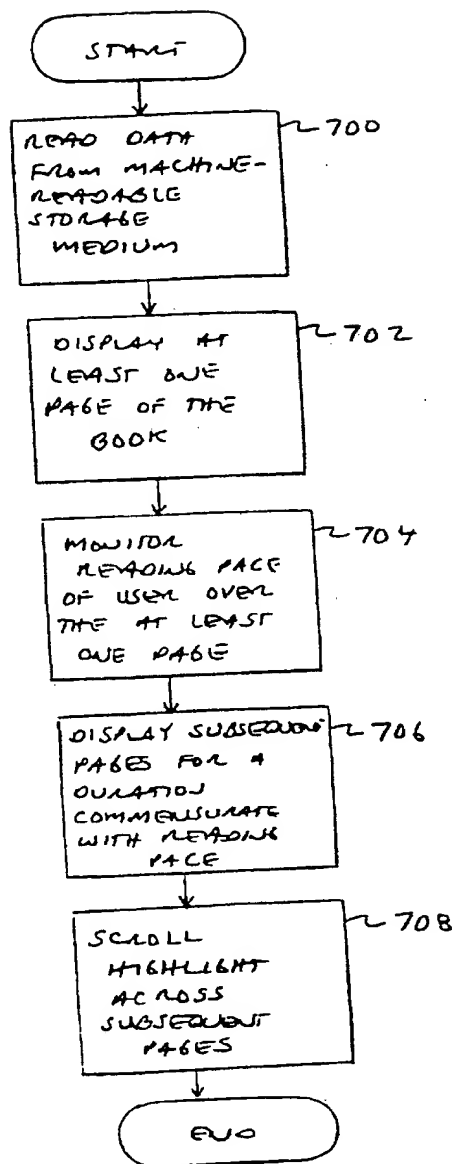 START
700
READ DATA
FROM MACHINE-
READABLE
STORAGE
MEDIUM
702
DISPLAY AT
LEAST ONE
PAGE OF THE
BOOK
704
MONITOR
READING PACE
OF USER OVER
THE AT LEAST
ONE PAGE
706
DISPLAY SUBSEQUENT
PAGES FOR A
DURATION
COMMENSURATE
WITH READING
PACE
708
SCROLL
HIGHLIGHT
ACROSS
SUBSEQUENT
PAGES
END